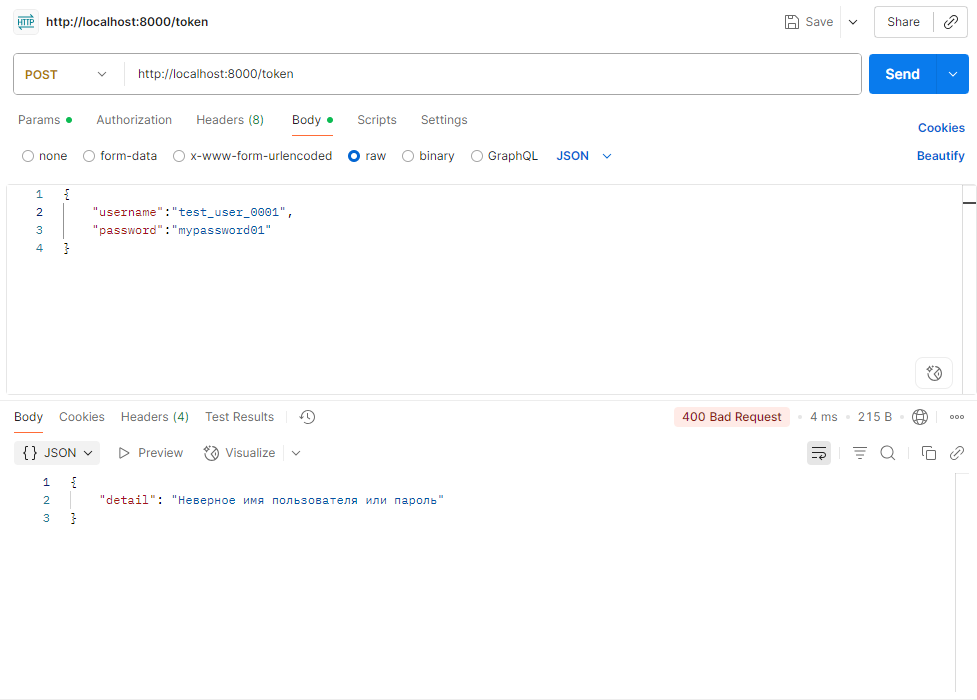 HTTP http://localhost:8000/token Save Share
POST http://localhost:8000/token Send
Params Authorization Headers (8) Body Scripts Settings Cookies
none form-data x-www-form-urlencoded raw binary GraphQL JSON Beautify
1 {
2 "username":"test_user_0001",
3 "password":"mypassword01"
4 }
Body Cookies Headers (4) Test Results 400 Bad Request 4 ms 215 B
{} JSON Preview Visualize
1 {
2 "detail": "Неверное имя пользователя или пароль"
3 }